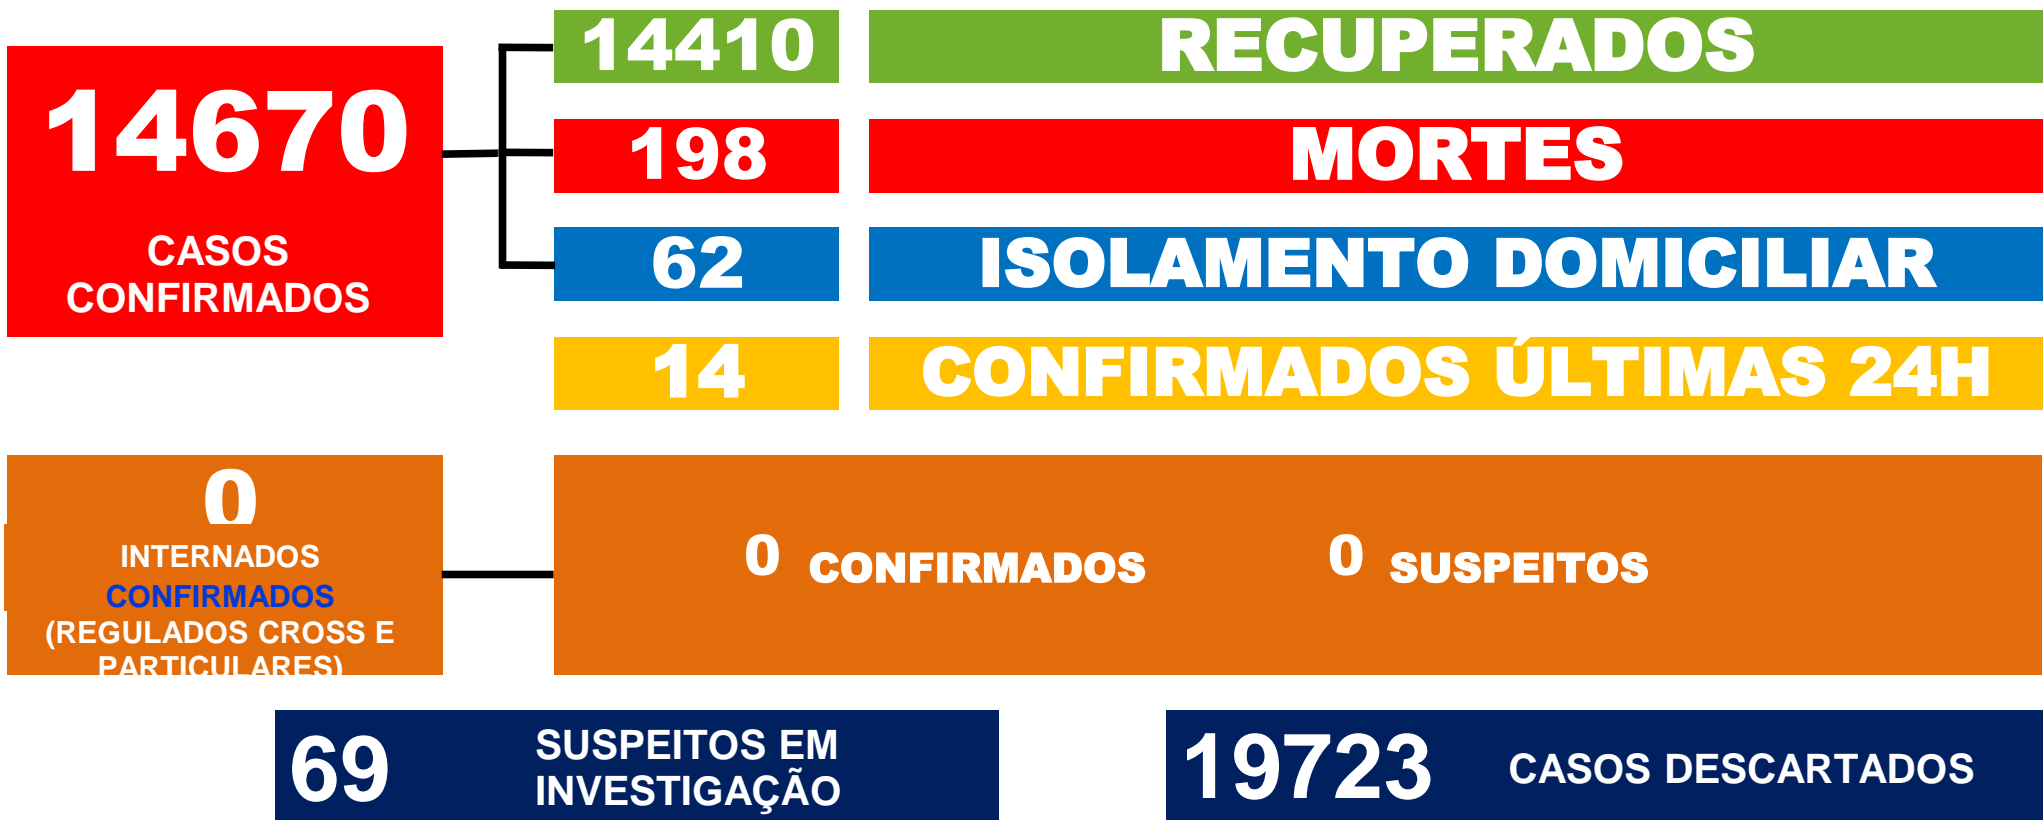 14670
CASOS
CONFIRMADOS
14410 RECUPERADOS
198 MORTES
62 ISOLAMENTO DOMICILIAR
14 CONFIRMADOS ÚLTIMAS 24H
0
INTERNADOS
CONFIRMADOS
(REGULADOS CROSS E
PARTICULARES)
0 CONFIRMADOS 0 SUSPEITOS
69 SUSPEITOS EM
INVESTIGAÇÃO
19723 CASOS DESCARTADOS